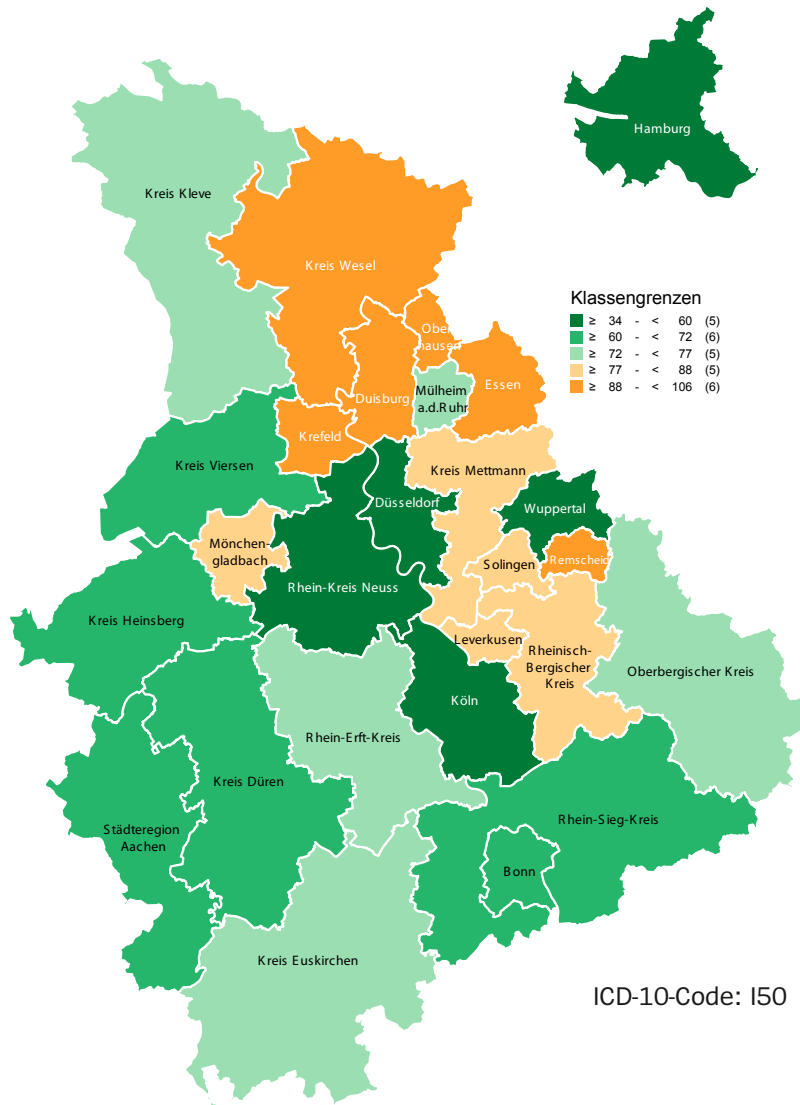 Hamburg
Kreis Kleve
Kreis Wesel
Klassengrenzen
≥ 34 - < 60 (5)
≥ 60 - < 72 (6)
≥ 72 - < 77 (5)
≥ 77 - < 88 (5)
≥ 88 - < 106 (6)
Ober
hausen
Essen
Mülheim
a.d.Ruhr
Duisburg
Krefeld
Kreis Viersen
Kreis Mettmann
Düsseldorf
Wuppertal
Mönchen-
gladbach
Solingen
Remscheid
Rhein-Kreis Neuss
Kreis Heinsberg
Leverkusen
Rheinisch-
Bergischer
Kreis
Oberbergischer Kreis
Köln
Rhein-Erft-Kreis
Kreis Düren
Städteregion
Aachen
Rhein-Sieg-Kreis
Bonn
Kreis Euskirchen
ICD-10-Code: I50